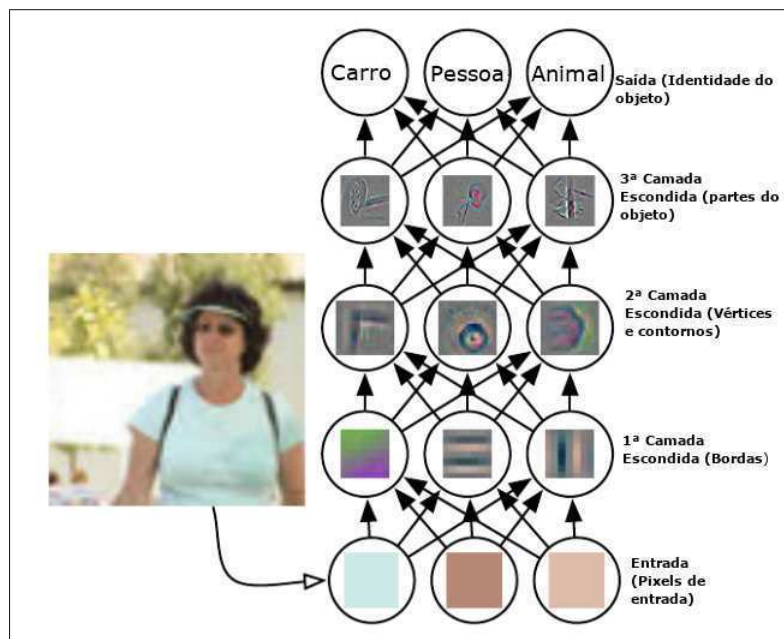 Carro
Pessoa
Animal
Saída (Identidade do
objeto)
3ª Camada
Escondida (partes do
objeto)
2ª Camada
Escondida (Vértices
e contornos)
1ª Camada
Escondida (Bordas)
Entrada
(Pixels de
entrada)